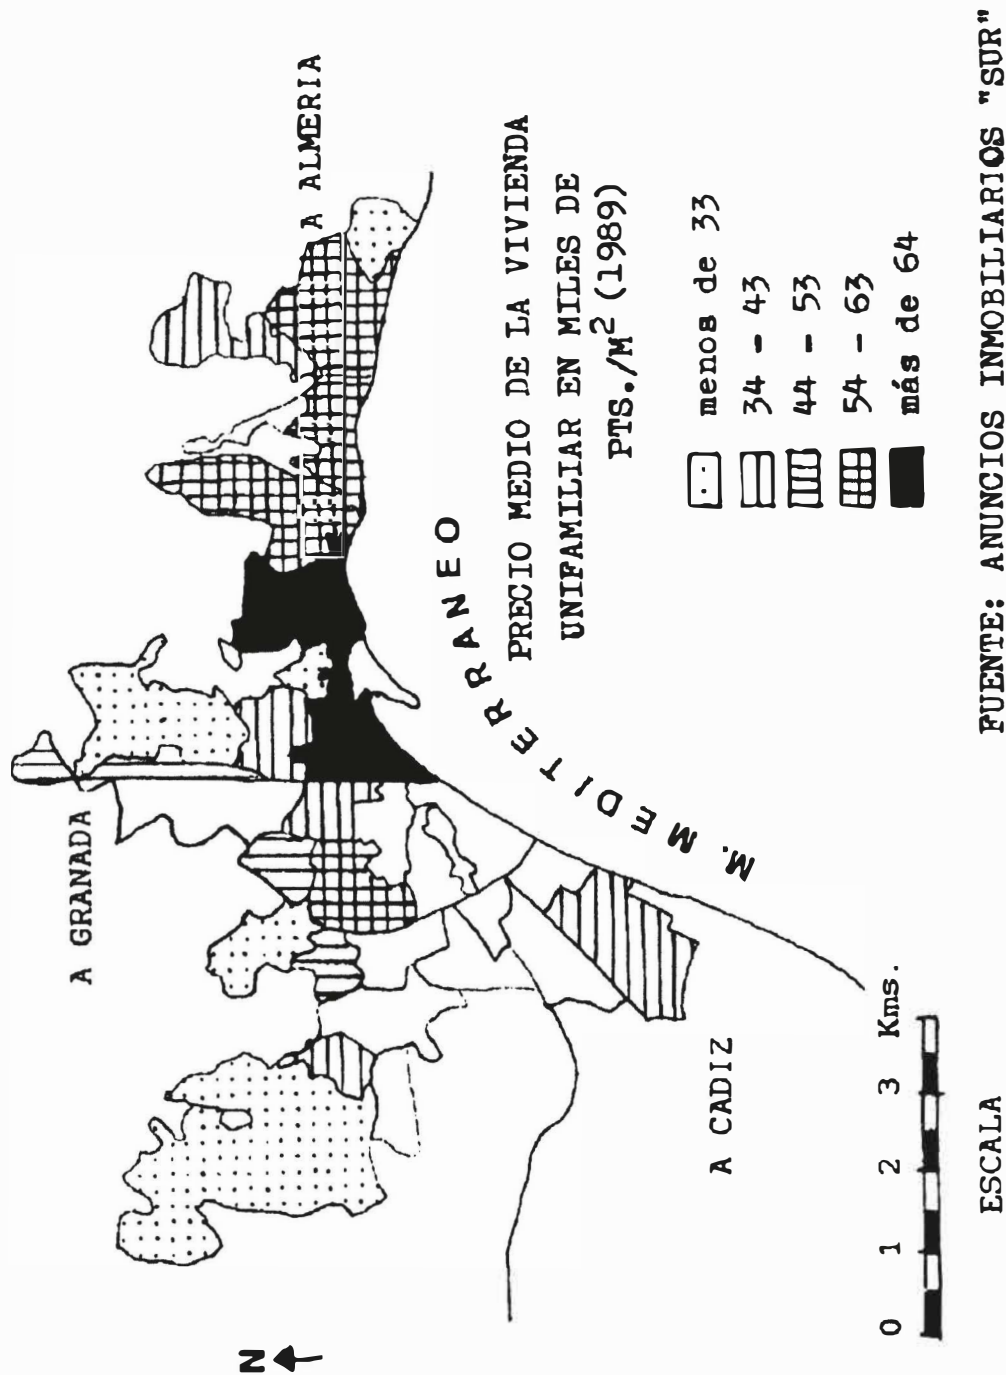 N
A GRANADA
A ALMERIA
M. MEDITERRANEO
A CADIZ
PRECIO MEDIO DE LA VIVIENDA
UNIFAMILIAR EN MILES DE
PTS./M² (1989)
menos de 33
34 - 43
44 - 53
54 - 63
más de 64
0 1 2 3 Kms.
ESCALA
FUENTE: ANUNCIOS INMOBILIARIOS "SUR"